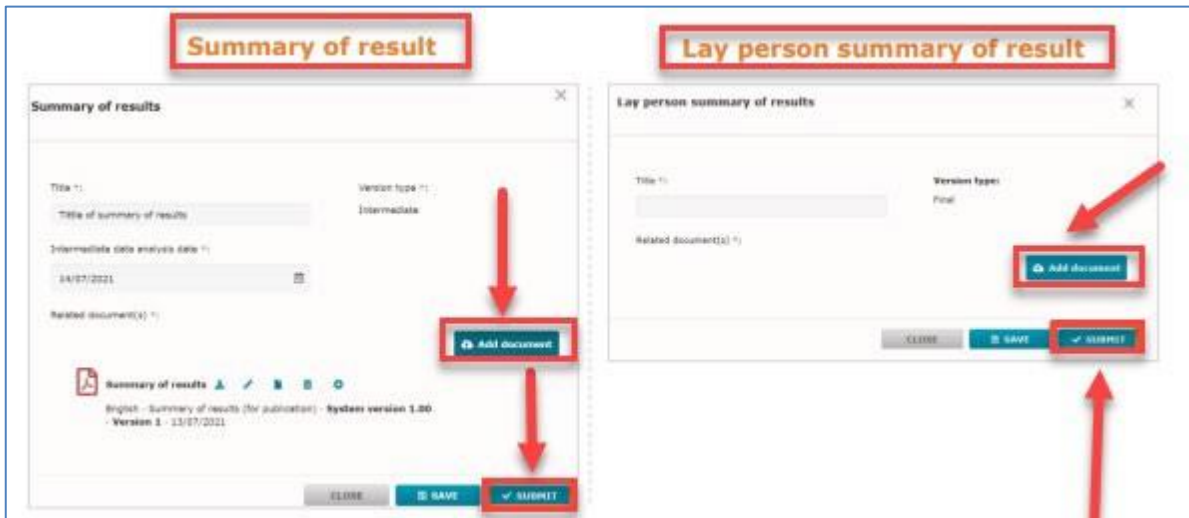 Summary of result
Summary of results
Title *:
Version type *:
Tittle of summary of results
Intermediate
Intermediate data analysis date *:
14/07/2021
Related document(s) *:
Add document
Summary of results
English - Summary of results (for publication) - System version 1.00
- Version 1 - 13/07/2021
CLOSE
SAVE
SUBMIT
Lay person summary of result
Lay person summary of results
Title *:
Version type:
Final
Related document(s) *:
Add document
CLOSE
SAVE
SUBMIT